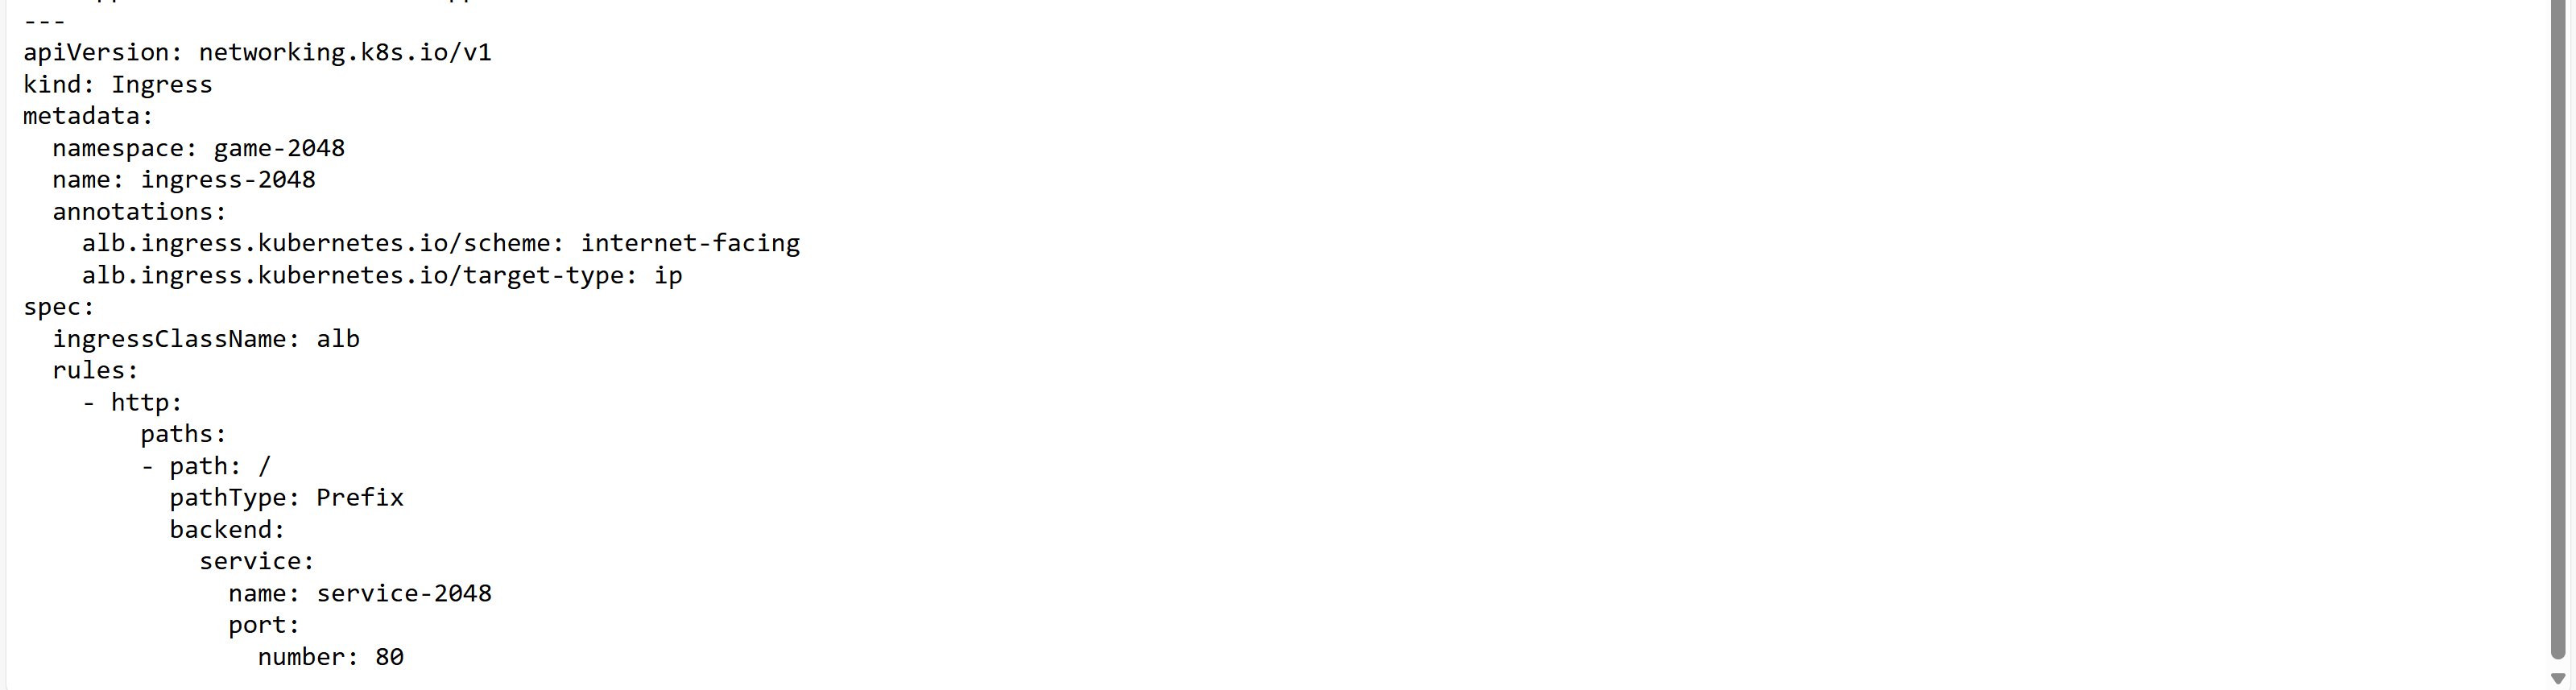 ---
apiVersion: networking.k8s.io/v1
kind: Ingress
metadata:
  namespace: game-2048
  name: ingress-2048
  annotations:
    alb.ingress.kubernetes.io/scheme: internet-facing
    alb.ingress.kubernetes.io/target-type: ip
spec:
  ingressClassName: alb
  rules:
    - http:
        paths:
        - path: /
          pathType: Prefix
          backend:
            service:
              name: service-2048
              port:
                number: 80